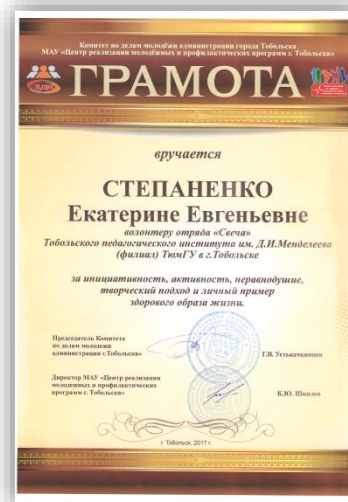 Комитет по делам молодёжи администрации города Тобольска
МАУ «Центр реализации молодёжных и профилактических программ г. Тобольска»
ГРАМОТА
вручается
СТЕПАНЕНКО
Екатерине Евгеньевне
волонтеру отряда «Свеча»
Тобольского педагогического института им. Д.И.Менделеева
(филиал) ТюмГУ в г.Тобольске
за инициативность, активность, неравнодушие,
творческий подход и личный пример
здорового образа жизни.
Председатель Комитета
по делам молодежи
администрации г.Тобольска»
Г.В.
Директор МАУ «Центр реализации
молодежных и профилактических
программ г. Тобольска»
К.Ю.
г. Тобольск, 2017 г.